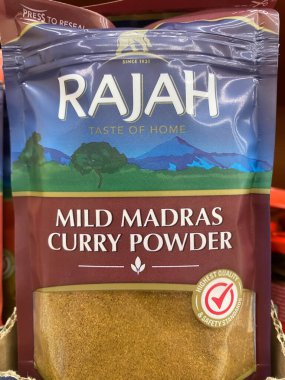 PRESS TO RESEAL
SINCE 1931
RAJAH
TASTE OF HOME
MILD MADRAS
CURRY POWDER
HIGHEST QUALITY
& SAFETY STANDARDS